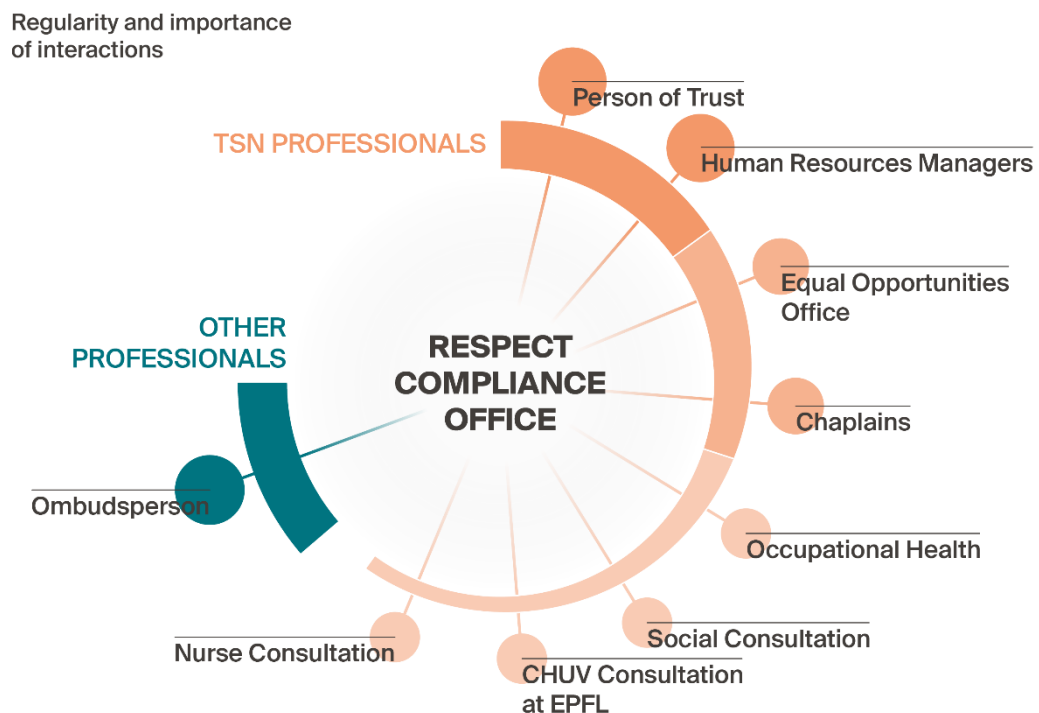 Regularity and importance
of interactions
TSN PROFESSIONALS
Person of Trust
Human Resources Managers
Equal Opportunities
Office
Chaplains
Occupational Health
Social Consultation
CHUV Consultation
at EPFL
Nurse Consultation
OTHER
PROFESSIONALS
Ombudsperson
RESPECT
COMPLIANCE
OFFICE